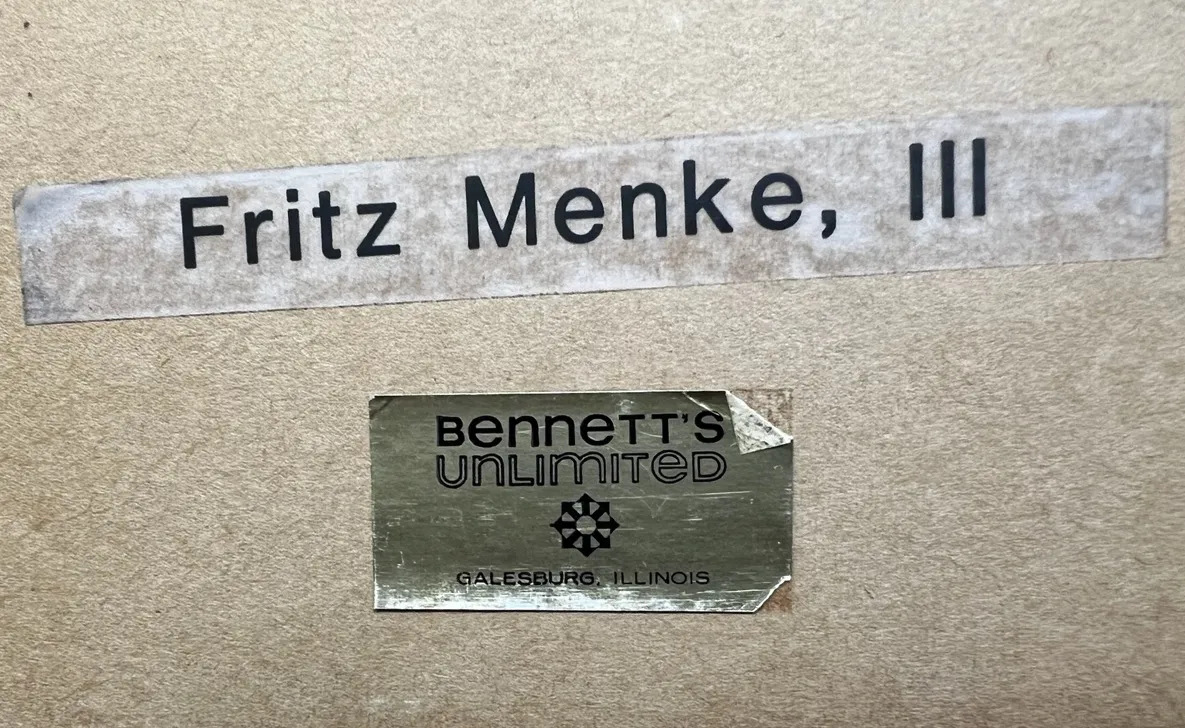 Fritz Menke, III
BennETT'S
UNLIMITeD
GALESBURG, ILLINOIS